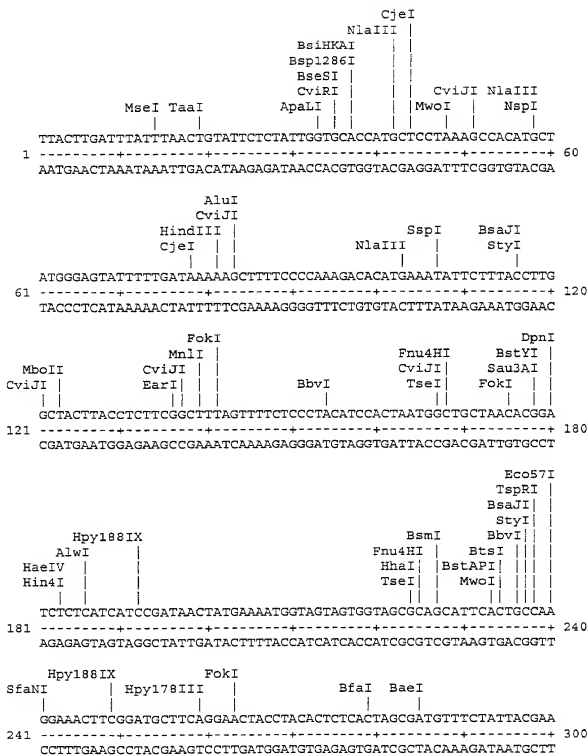 CjeI
NlaIII
BsiHKAI
Bsp1286I
BseSI
CviRI CviJI NlaIII
MseI TaaI ApaLI MwoI NspI
TTACTTGATTTATTTAACTGTATTCTCTATTGGTGCACCATGCTCCTAAAGCCACATGCT
1 ---------+---------+---------+---------+---------+---------+ 60
AATGAACTAAATAAATTGACATAAGAGATAACCACGTGGTACGAGGATTTCGGTGTACGA
AluI
CviJI
HindIII SspI BsaJI
CjeI NlaIII StyI
ATGGGAGTATTTTTGATAAAAAGCTTTTCCCCAAAGACACATGAAATATTCTTTACCTTG
61 ---------+---------+---------+---------+---------+---------+ 120
TACCCTCATAAAAACTATTTTTCGAAAAGGGGTTTCTGTGTACTTTATAAGAAATGGAAC
FokI DpnI
MnlI Fnu4HI BstYI
MboII CviJI CviJI Sau3AI
CviJI EarI BbvI TseI FokI
GCTACTTACCTCTTCGGCTTTAGTTTTCTCCCTACATCCACTAATGGCTGCTAACACGGA
121 ---------+---------+---------+---------+---------+---------+ 180
CGATGAATGGAGAAGCCGAAATCAAAAGAGGGATGTAGGTGATTACCGACGATTGTGCCT
Eco57I
TspRI
BsaJI
StyI
Hpy188IX BsmI BbvI
AlwI Fnu4HI BtsI
HaeIV HhaI BstAPI
Hin4I TseI MwoI
TCTCTCATCATCCGATAACTATGAAAATGGTAGTAGTGGTAGCGCAGCATTCACTGCCAA
181 ---------+---------+---------+---------+---------+---------+ 240
AGAGAGTAGTAGGCTATTGATACTTTTACCATCATCACCATCGCGTCGTAAGTGACGGTT
Hpy188IX FokI
SfaNI Hpy178III BfaI BaeI
GGAAACTTCGGATGCTTCAGGAACTACCTACACTCTCACTAGCGATGTTTCTATTACGAA
241 ---------+---------+---------+---------+---------+---------+ 300
CCTTTGAAGCCTACGAAGTCCTTGATGGATGTGAGAGTGATCGCTACAAAGATAATGCTT